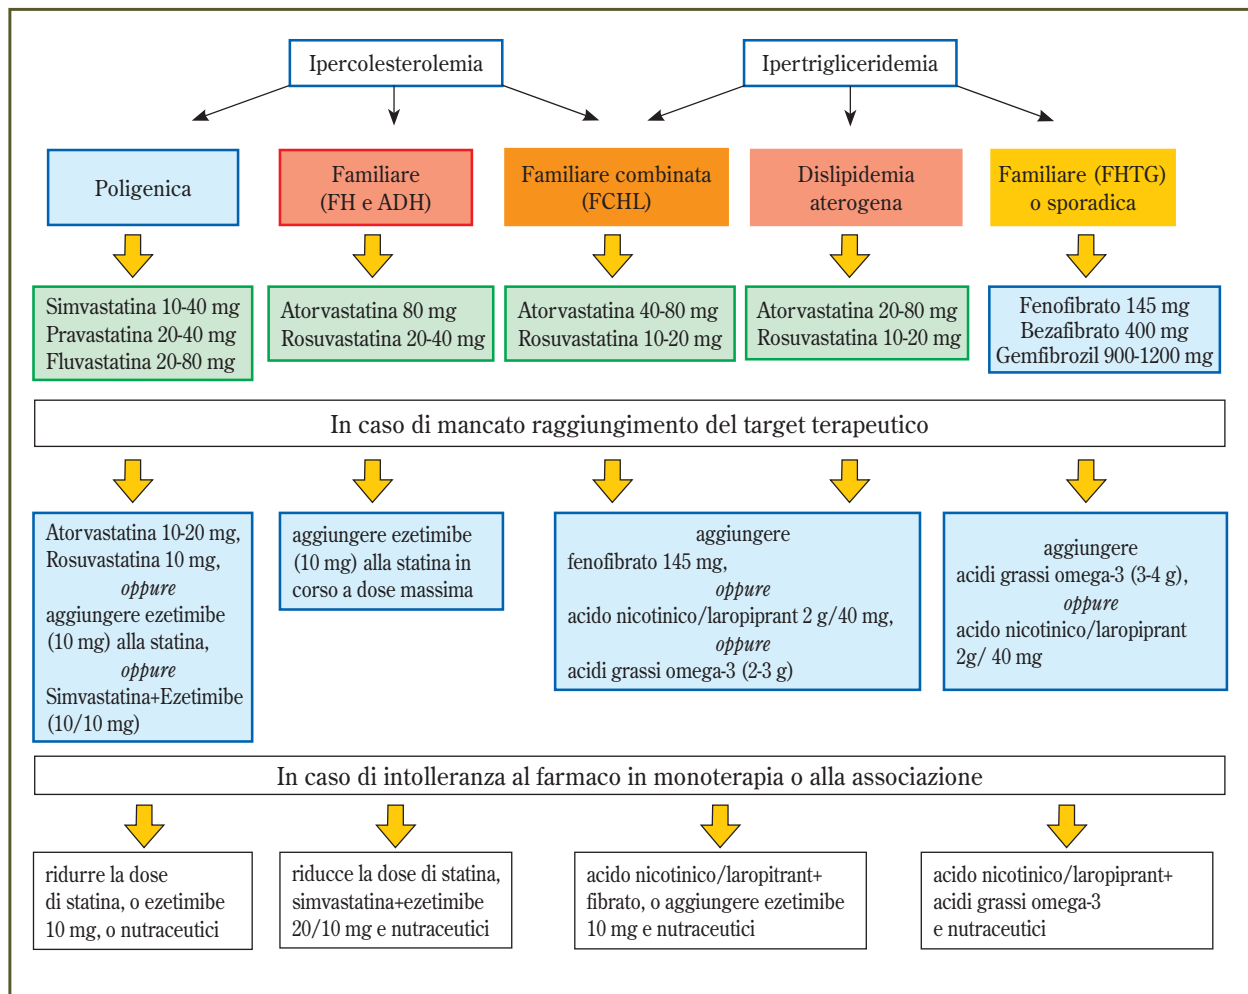 Ipercolesterolemia
Ipertrigliceridemia
Poligenica
Familiare
(FH e ADH)
Familiare combinata
(FCHL)
Dislipidemia
aterogena
Familiare (FHTG)
o sporadica
Simvastatina 10-40 mg
Pravastatina 20-40 mg
Fluvastatina 20-80 mg
Atorvastatina 80 mg
Rosuvastatina 20-40 mg
Atorvastatina 40-80 mg
Rosuvastatina 10-20 mg
Atorvastatina 20-80 mg
Rosuvastatina 10-20 mg
Fenofibrato 145 mg
Bezafibrato 400 mg
Gemfibrozil 900-1200 mg
In caso di mancato raggiungimento del target terapeutico
Atorvastatina 10-20 mg,
Rosuvastatina 10 mg,
oppure
aggiungere ezetimibe
(10 mg) alla statina,
oppure
Simvastatina+Ezetimibe
(10/10 mg)
aggiungere ezetimibe
(10 mg) alla statina in
corso a dose massima
aggiungere
fenofibrato 145 mg,
oppure
acido nicotinico/laropiprant 2 g/40 mg,
oppure
acidi grassi omega-3 (2-3 g)
aggiungere
acidi grassi omega-3 (3-4 g),
oppure
acido nicotinico/laropiprant
2g/ 40 mg
In caso di intolleranza al farmaco in monoterapia o alla associazione
ridurre la dose
di statina, o ezetimibe
10 mg, o nutraceutici
riducce la dose di statina,
simvastatina+ezetimibe
20/10 mg e nutraceutici
acido nicotinico/laropitrant+
fibrato, o aggiungere ezetimibe
10 mg e nutraceutici
acido nicotinico/laropiprant+
acidi grassi omega-3
e nutraceutici